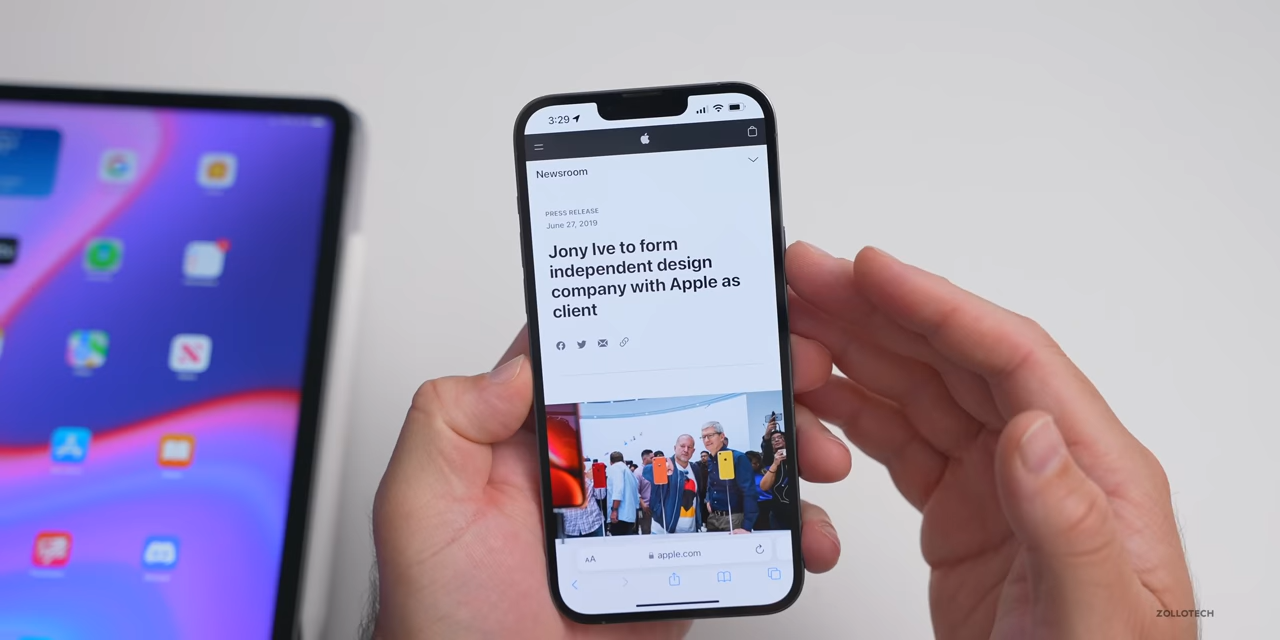 3:29
Newsroom
PRESS RELEASE
June 27, 2019
Jony Ive to form
independent design
company with Apple as
client
AA
apple.com
ZOLLOTECH